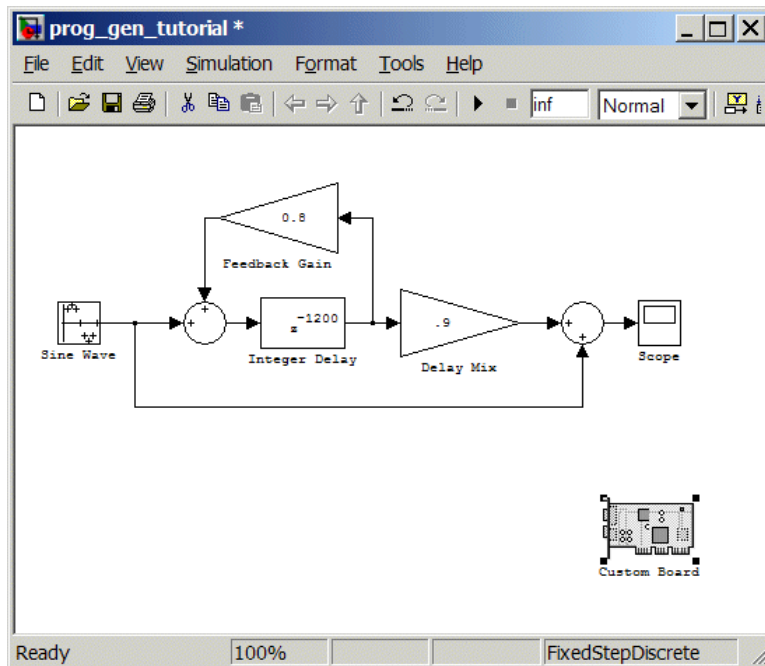 prog_gen_tutorial *
File Edit View Simulation Format Tools Help
inf Normal
0.8
Feedback Gain
z-1200
.9
Sine Wave
Integer Delay
Delay Mix
Scope
Custom Board
Ready 100% FixedStepDiscrete